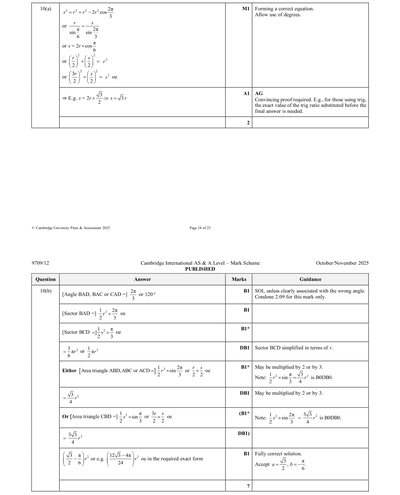 10(a)
s² = r² + r² − 2r² cos 2π/3
M1
Forming a correct equation.
Allow use of degrees.
or r/(sin π/6) = s/(sin 2π/3)
or s = 2r × cos π/6
or (r/2)² + (s/2)² = r²
or (3r/2)² + (s/2)² = s² oe
⇒ E.g. s = 2r × √3/2 ⇒ s = √3 r
A1
AG
Convincing proof required. E.g., for those using trig,
the exact value of the trig ratio substituted before the
final answer is needed.
2
© Cambridge University Press & Assessment 2025
Page 24 of 25
9709/12
Cambridge International AS & A Level – Mark Scheme
October/November 2025
PUBLISHED
Question Answer Marks Guidance
10(b)
[Angle BAD, BAC or CAD =] 2π/3 or 120°
B1
SOI, unless clearly associated with the wrong angle.
Condone 2.09 for this mark only.
[Sector BAD =] 1/2 r² × 2π/3 oe
B1
[Sector BCD =] 1/2 s² × π/3 oe
B1*
= 3/6 πr² or 1/2 πr²
DB1
Sector BCD simplified in terms of r.
Either [Area triangle ABD, ABC or ACD =] 1/2 r² × sin 2π/3 or r/2 × s/2 oe
B1*
May be multiplied by 2 or by 3.
Note: 1/2 r² × sin π/3 = √3/4 r² is B0DB0.
= √3/4 r²
DB1
May be multiplied by 2 or by 3.
Or [Area triangle CBD =] 1/2 s² × sin π/3 or 3r/2 × s/2 oe
(B1*
Note: 1/2 s² × sin 2π/3 = 3√3/4 r² is B0DB0.
= 3√3/4 r²
DB1)
(√3/2 − π/6) r² or e.g. (12√3 − 4π)/24 r² oe in the required exact form
B1
Fully correct solution.
Accept a = √3/2, b = − π/6.
7